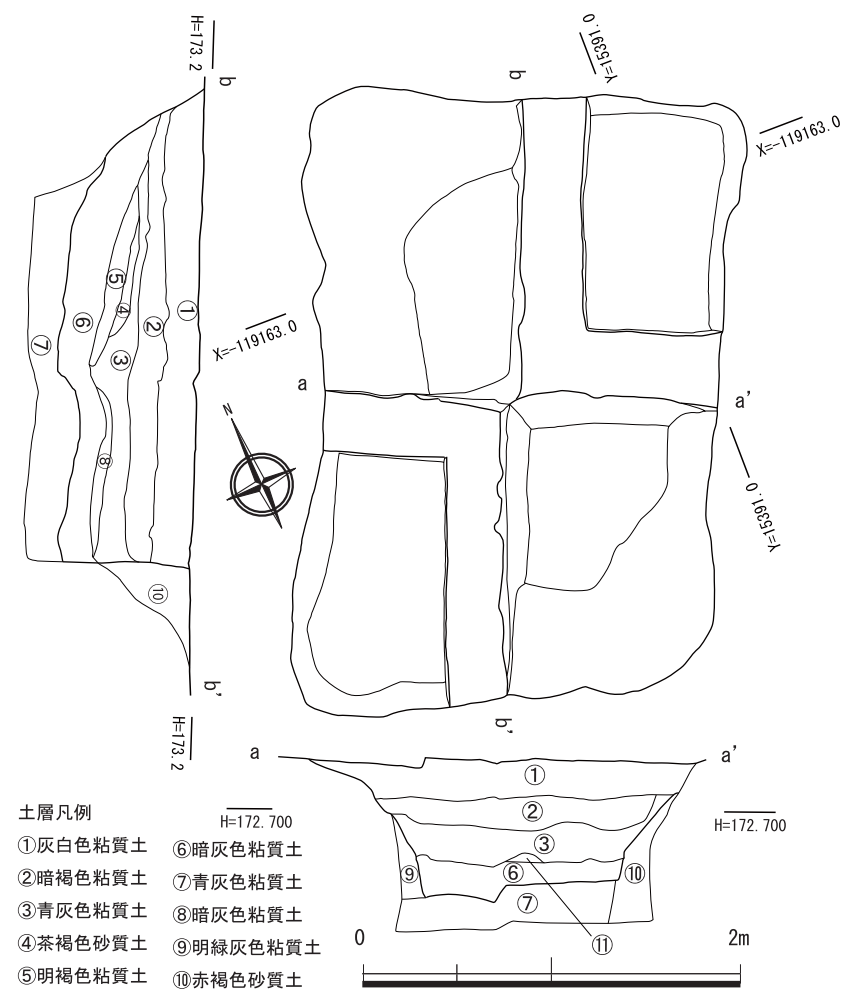 H=173.2
b
Y=15391.0
b
X=-119163.0
⑤
④
①
⑥
②
⑦
③
X=-119163.0
a
a'
N
⑧
Y=15391.0
⑩
b'
H=173.2
b'
a
a'
①
②
③
⑥
⑨
⑩
⑦
⑪
H=172.700
H=172.700
土層凡例
①灰白色粘質土
②暗褐色粘質土
③青灰色粘質土
④茶褐色砂質土
⑤明褐色粘質土
⑥暗灰色粘質土
⑦青灰色粘質土
⑧暗灰色粘質土
⑨明緑灰色粘質土
⑩赤褐色砂質土
0 2m